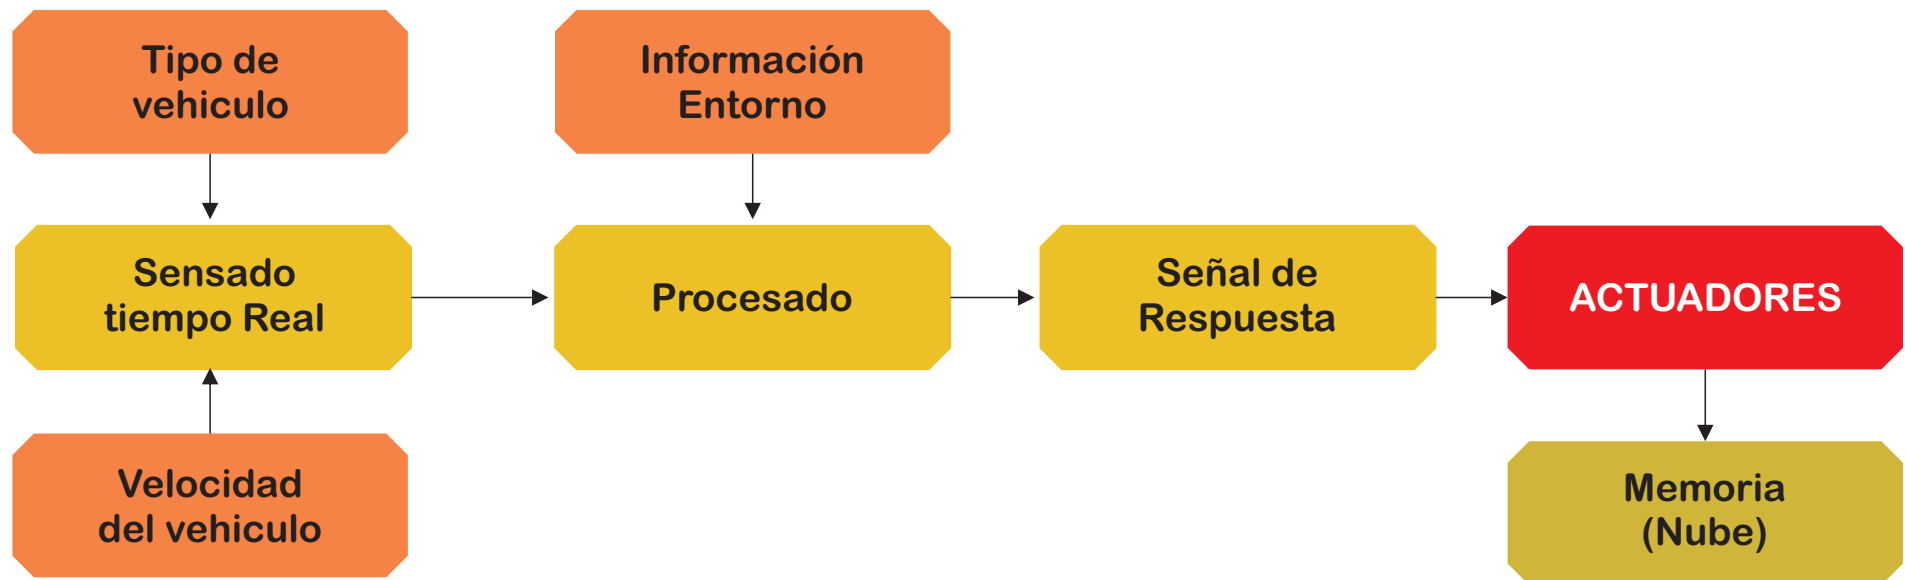 Tipo de
vehiculo
Información
Entorno
Sensado
tiempo Real
Procesado
Señal de
Respuesta
ACTUADORES
Velocidad
del vehiculo
Memoria
(Nube)